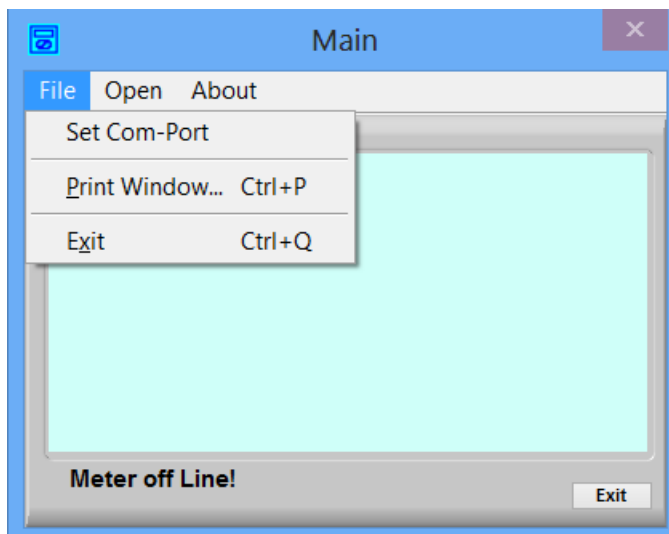 Main
File Open About
Set Com-Port
Print Window... Ctrl+P
Exit Ctrl+Q
Meter off Line!
Exit